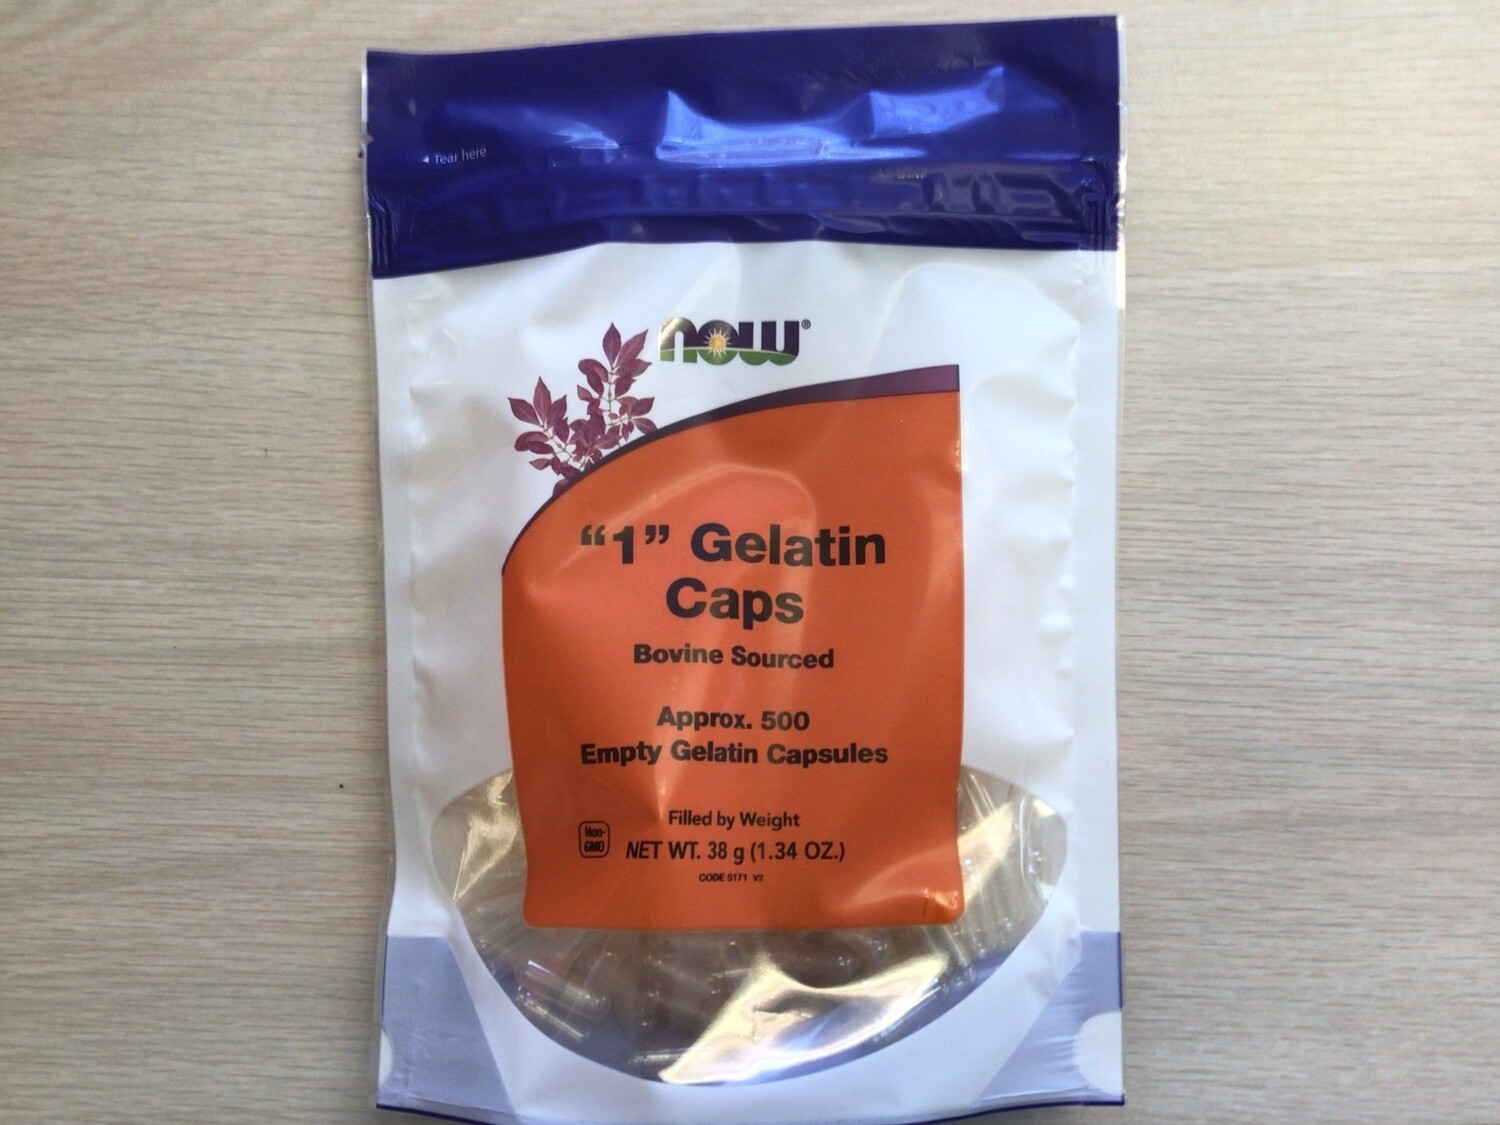 Tear here
now®
“1” Gelatin
Caps
Bovine Sourced
Approx. 500
Empty Gelatin Capsules
Filled by Weight
Non-
GMO
NET WT. 38 g (1.34 OZ.)
CODE 5171 V2